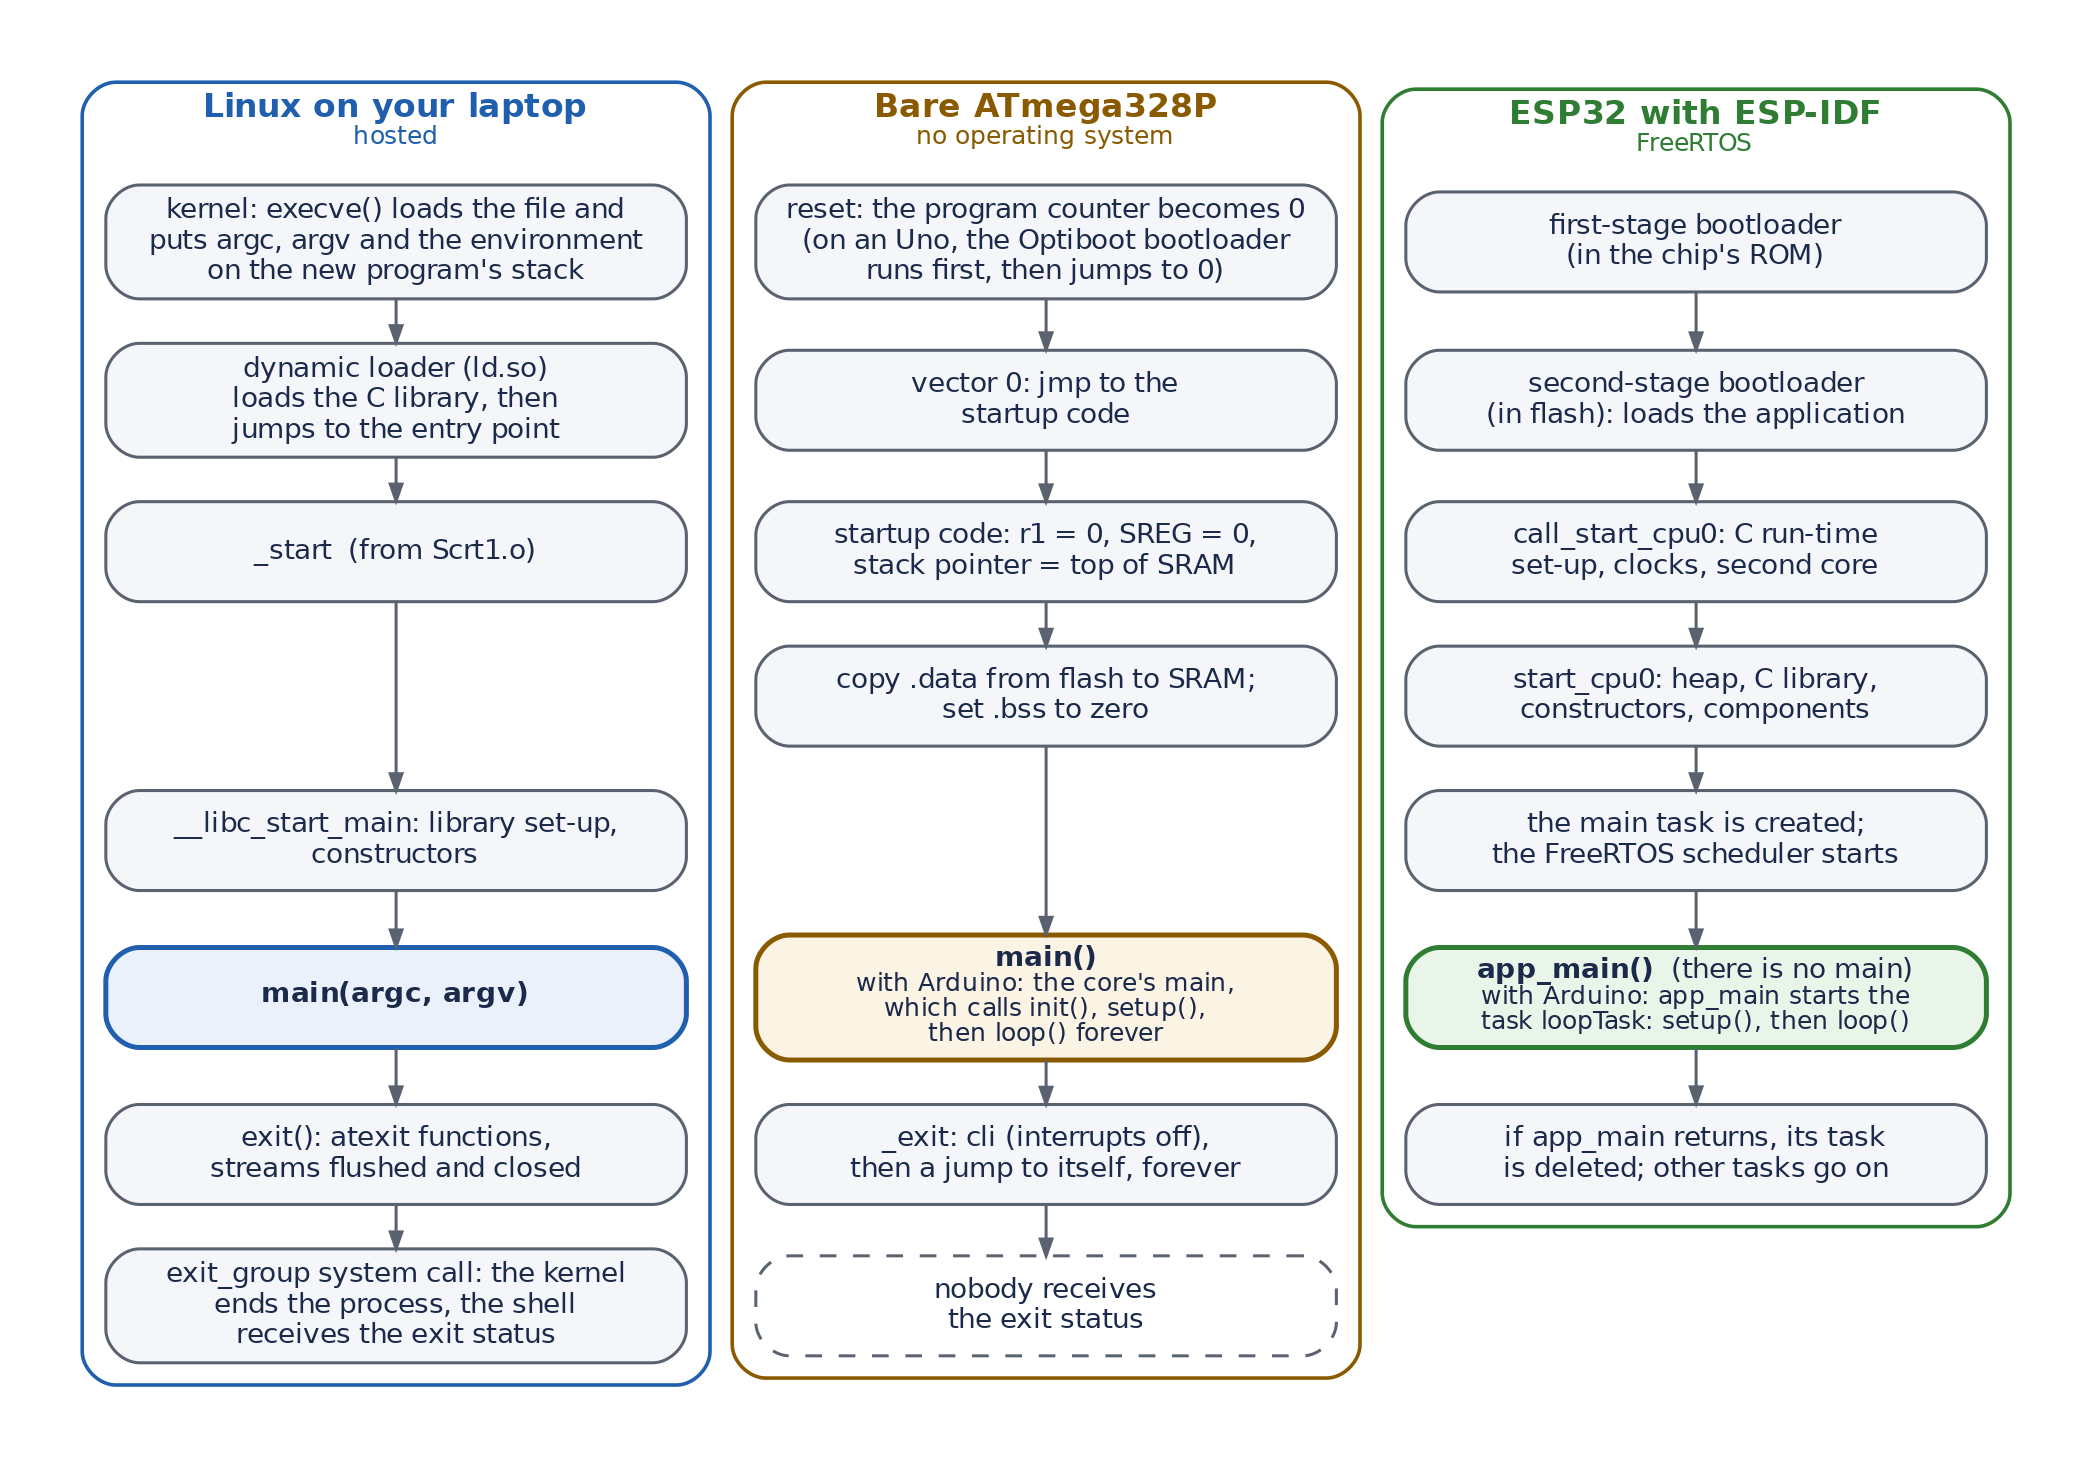 Linux on your laptop
hosted
kernel: execve() loads the file and
puts argc, argv and the environment
on the new program's stack
dynamic loader (ld.so)
loads the C library, then
jumps to the entry point
_start  (from Scrt1.o)
__libc_start_main: library set-up,
constructors
main(argc, argv)
exit(): atexit functions,
streams flushed and closed
exit_group system call: the kernel
ends the process, the shell
receives the exit status
Bare ATmega328P
no operating system
reset: the program counter becomes 0
(on an Uno, the Optiboot bootloader
runs first, then jumps to 0)
vector 0: jmp to the
startup code
startup code: r1 = 0, SREG = 0,
stack pointer = top of SRAM
copy .data from flash to SRAM;
set .bss to zero
main()
with Arduino: the core's main,
which calls init(), setup(),
then loop() forever
_exit: cli (interrupts off),
then a jump to itself, forever
nobody receives
the exit status
ESP32 with ESP-IDF
FreeRTOS
first-stage bootloader
(in the chip's ROM)
second-stage bootloader
(in flash): loads the application
call_start_cpu0: C run-time
set-up, clocks, second core
start_cpu0: heap, C library,
constructors, components
the main task is created;
the FreeRTOS scheduler starts
app_main()  (there is no main)
with Arduino: app_main starts the
task loopTask: setup(), then loop()
if app_main returns, its task
is deleted; other tasks go on